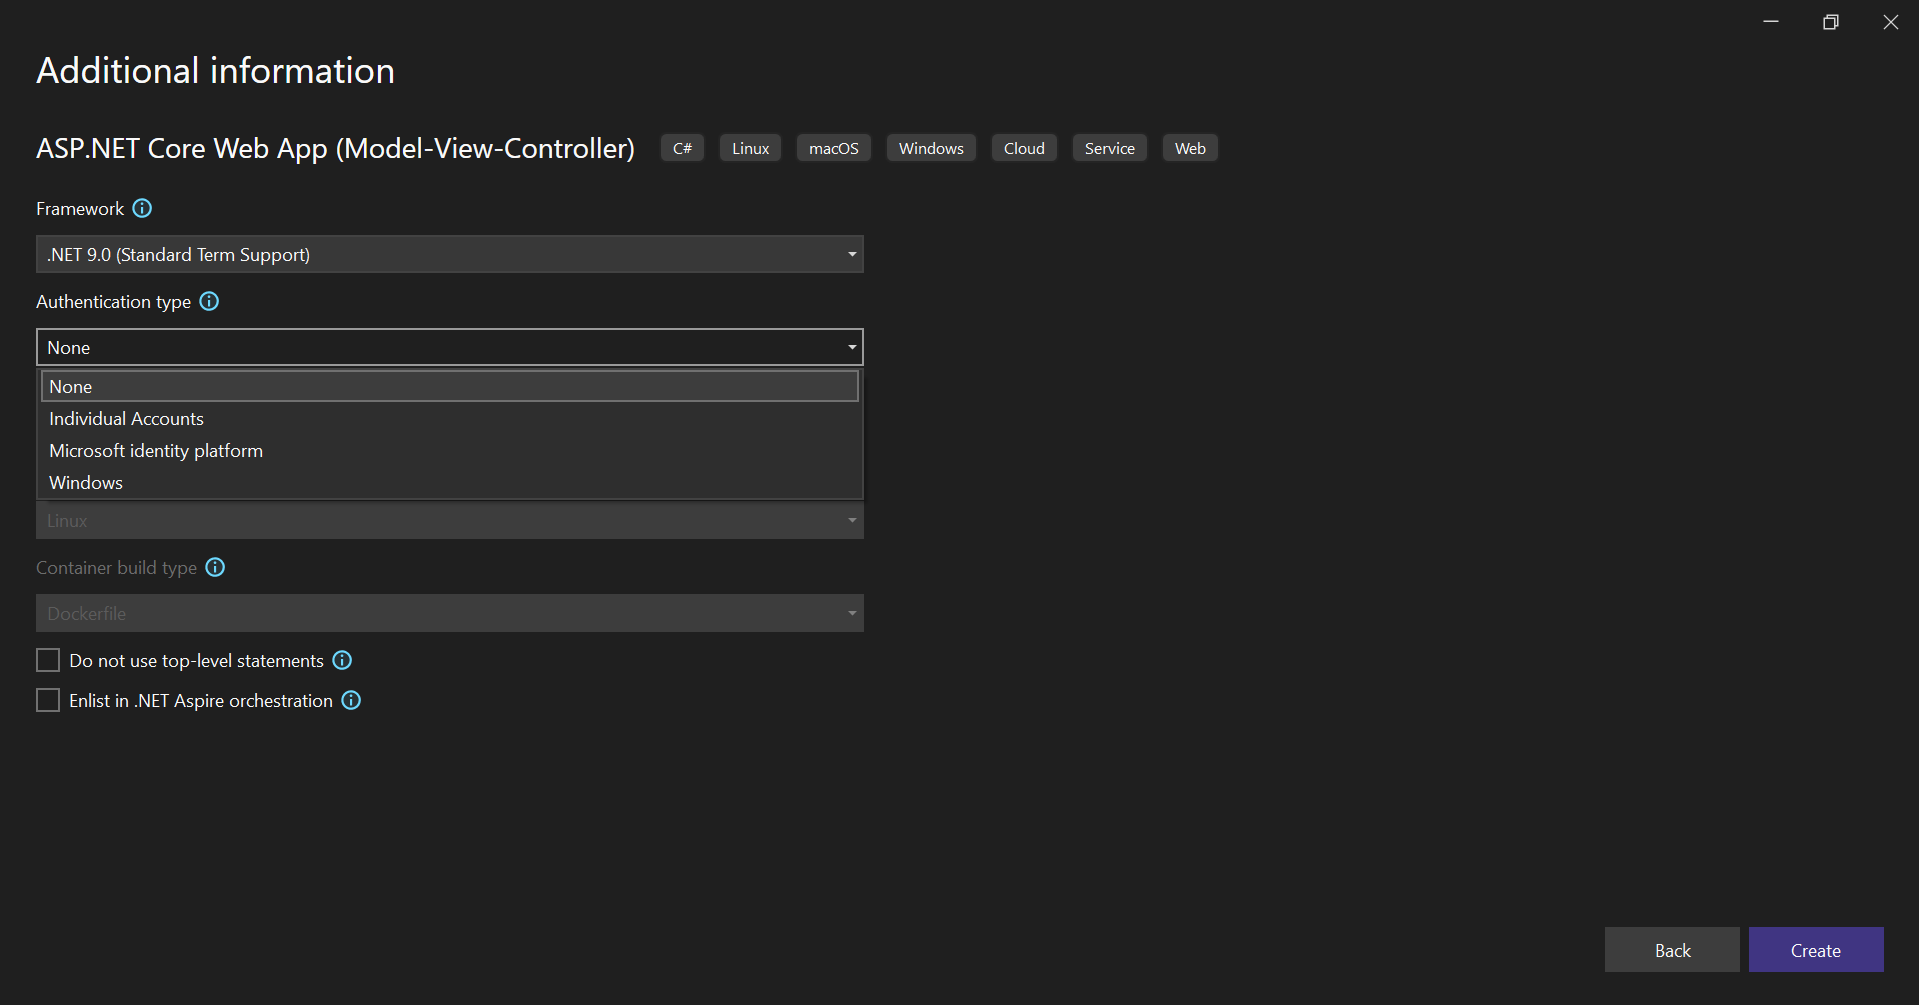 Additional information
ASP.NET Core Web App (Model-View-Controller) C# Linux macOS Windows Cloud Service Web
Framework
.NET 9.0 (Standard Term Support)
Authentication type
None
None
Individual Accounts
Microsoft identity platform
Windows
Linux
Container build type
Dockerfile
Do not use top-level statements
Enlist in .NET Aspire orchestration
Back Create